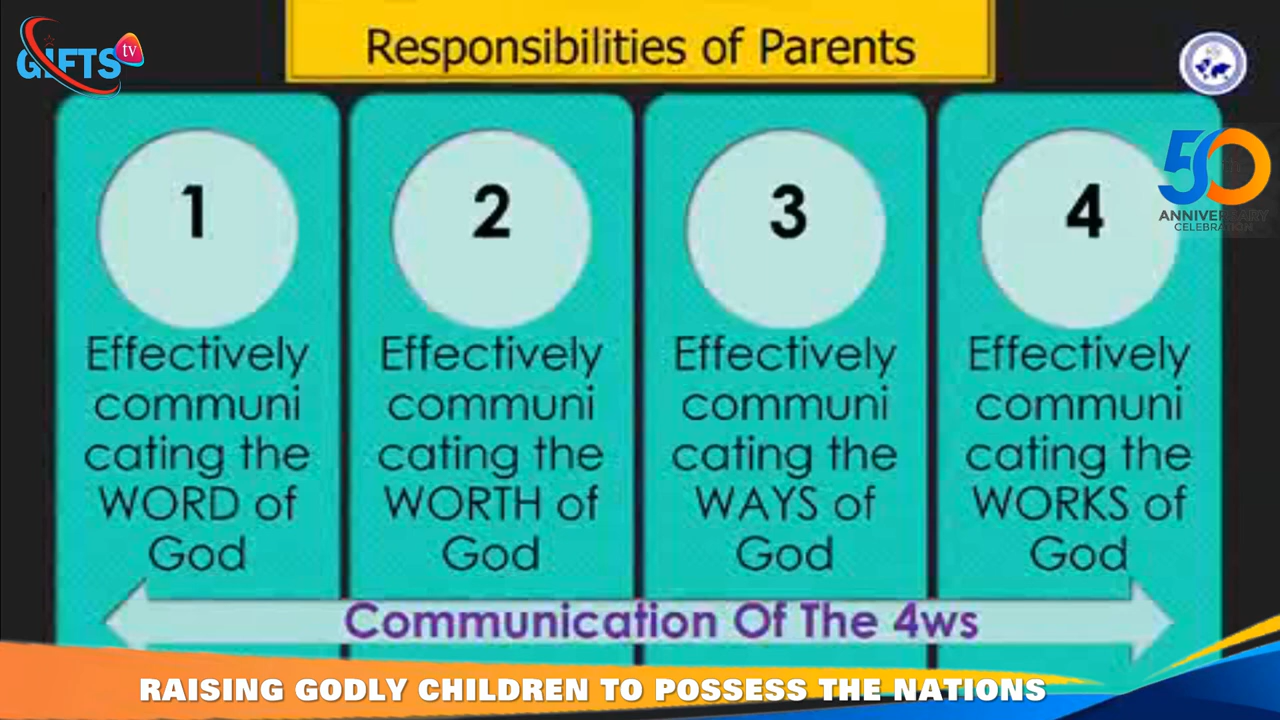 GIFTS tv
Responsibilities of Parents
50
ANNIVERSARY
CELEBRATION
1
Effectively
communi
cating the
WORD of
God
2
Effectively
communi
cating the
WORTH of
God
3
Effectively
communi
cating the
WAYS of
God
4
Effectively
communi
cating the
WORKS of
God
Communication Of The 4ws
RAISING GODLY CHILDREN TO POSSESS THE NATIONS